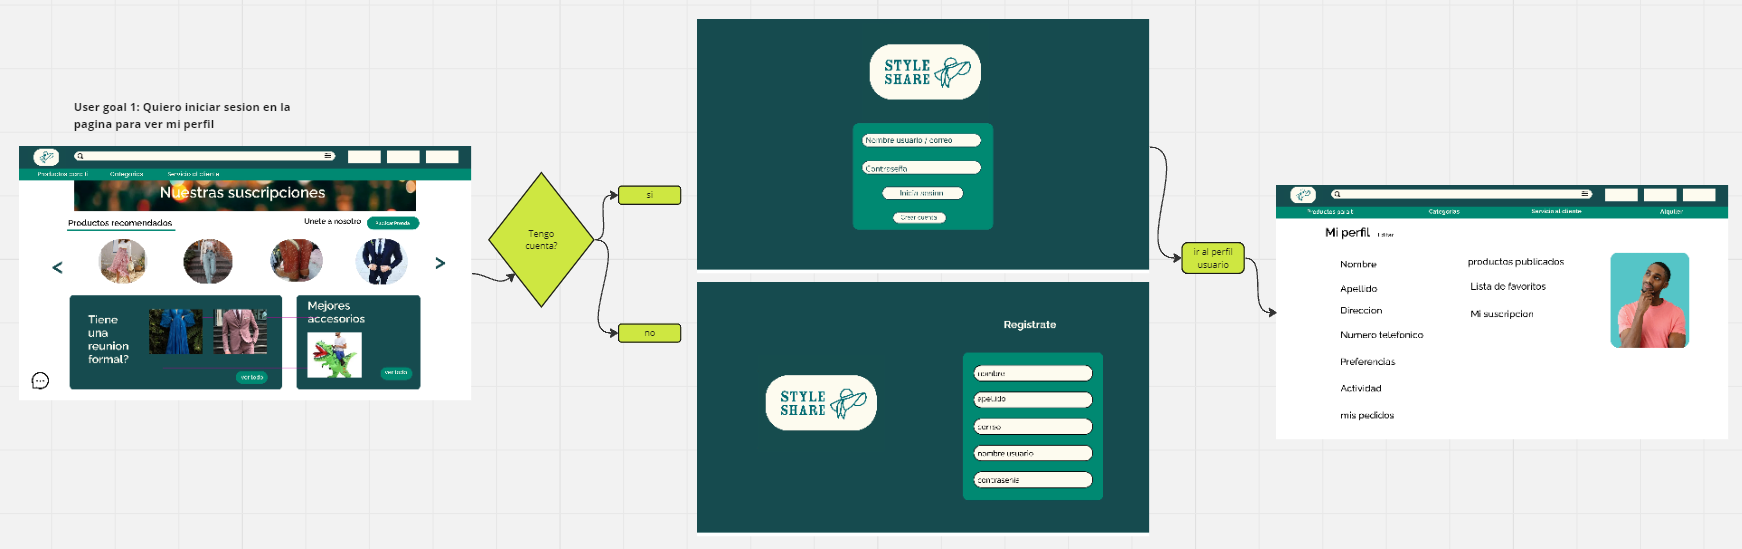 User goal 1: Quiero iniciar sesion en la
pagina para ver mi perfil
Productos para ti
Categorias
Servicio al cliente
Nuestras suscripciones
Productos recomendados
Unete a nosotro
Publicar Prenda
<
>
Tiene
una
reunion
formal?
ver todo
Mejores
accesorios
ver todo
Tengo
cuenta?
si
no
STYLE
SHARE
Nombre usuario / correo
Contraseña
Inicia sesion
Crear cuenta
STYLE
SHARE
Registrate
nombre
apellido
correo
nombre usuario
contrasenia
ir al perfil
usuario
Productos para t
Categorias
Servicio al cliente
Alquiler
Mi perfil
Editar
Nombre
Apellido
Direccion
Numero telefonico
Preferencias
Actividad
mis pedidos
productos publicados
Lista de favoritos
Mi suscripcion